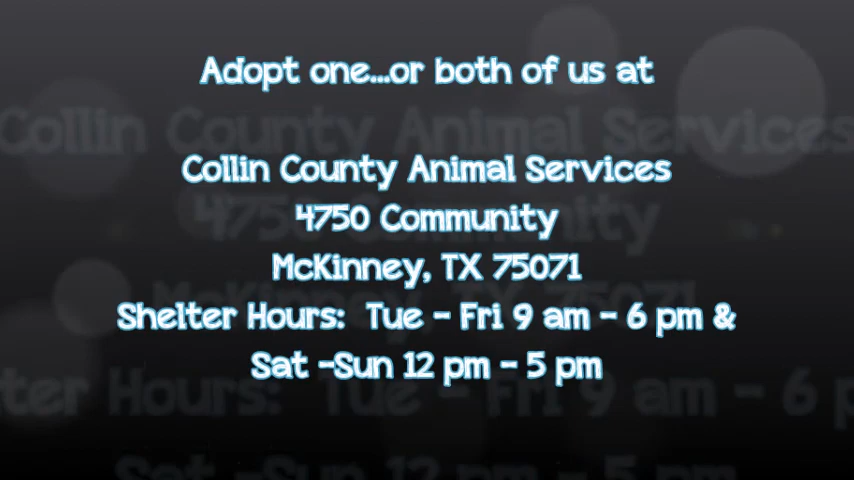 Adopt one...or both of us at
Collin County Animal Services
4750 Community
McKinney, TX 75071
Shelter Hours:  Tue - Fri 9 am - 6 pm &
Sat -Sun 12 pm - 5 pm